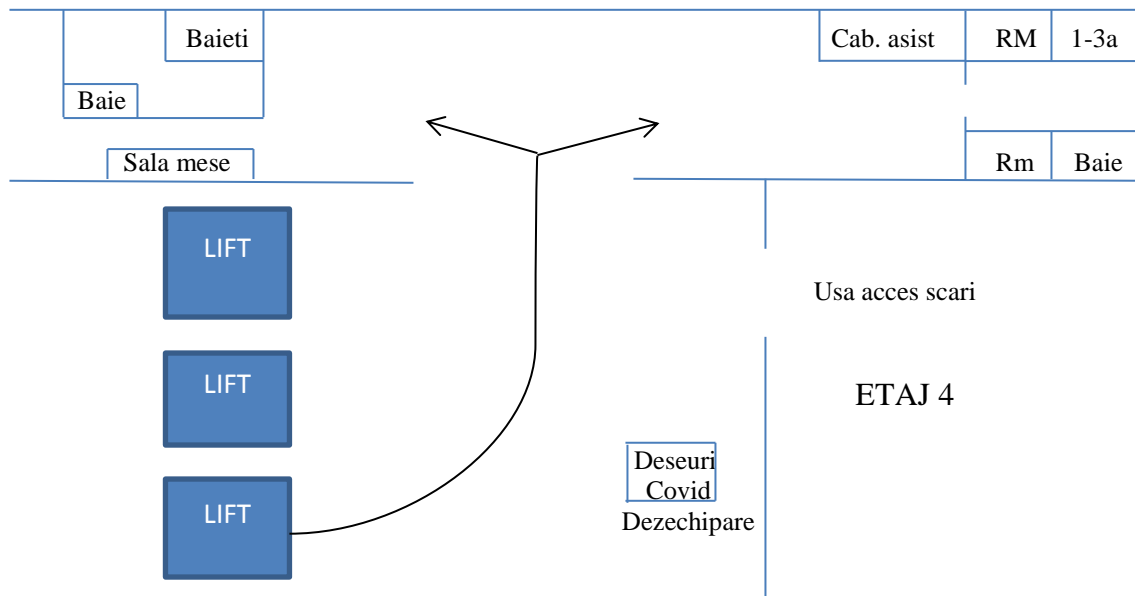 Baieti
Cab. asist
RM
1-3a
Baie
Sala mese
Rm
Baie
LIFT
Usa acces scari
LIFT
ETAJ 4
Deseuri
Covid
Dezechipare
LIFT